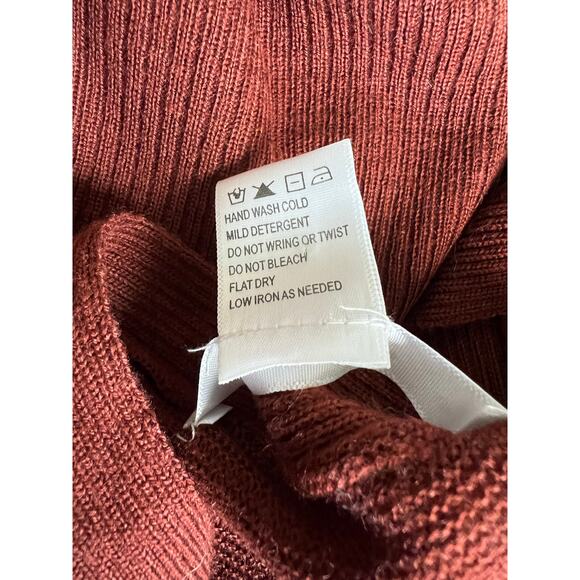 HAND WASH COLD
MILD DETERGENT
DO NOT WRING OR TWIST
DO NOT BLEACH
FLAT DRY
LOW IRON AS NEEDED